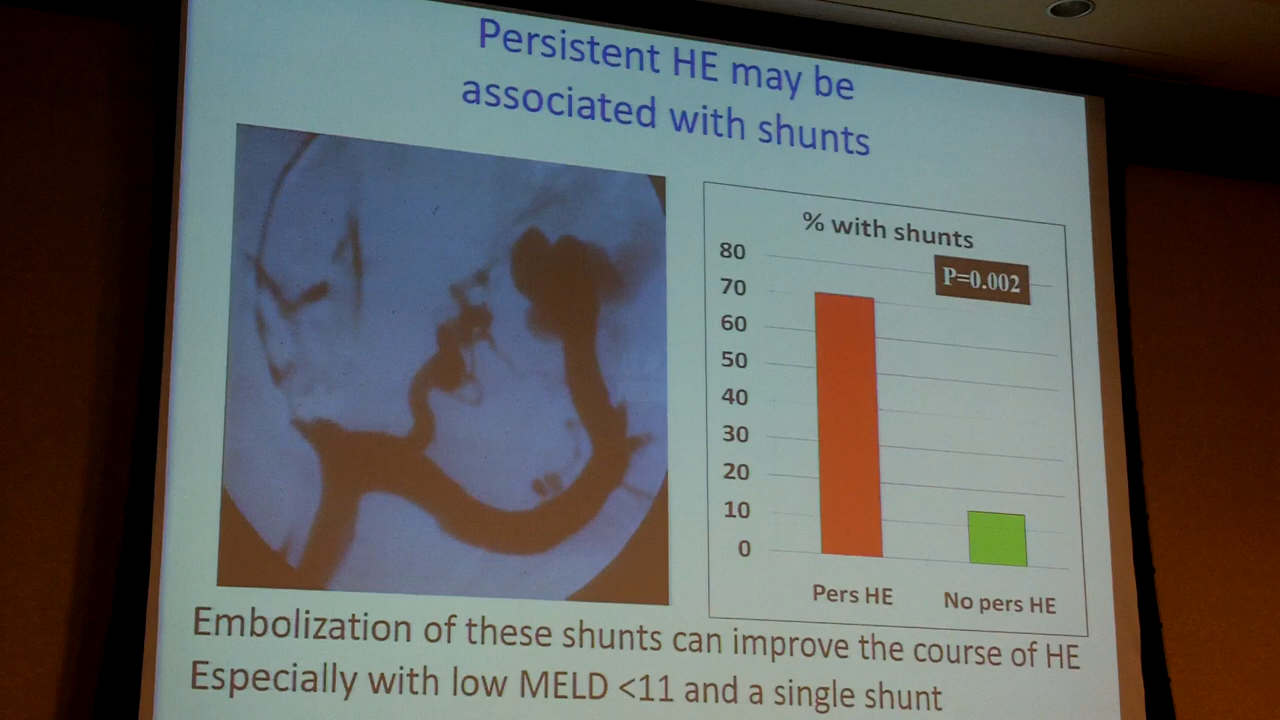 Persistent HE may be
associated with shunts
% with shunts
P=0.002
80
70
60
50
40
30
20
10
0
Pers HE
No pers HE
Embolization of these shunts can improve the course of HE
Especially with low MELD <11 and a single shunt